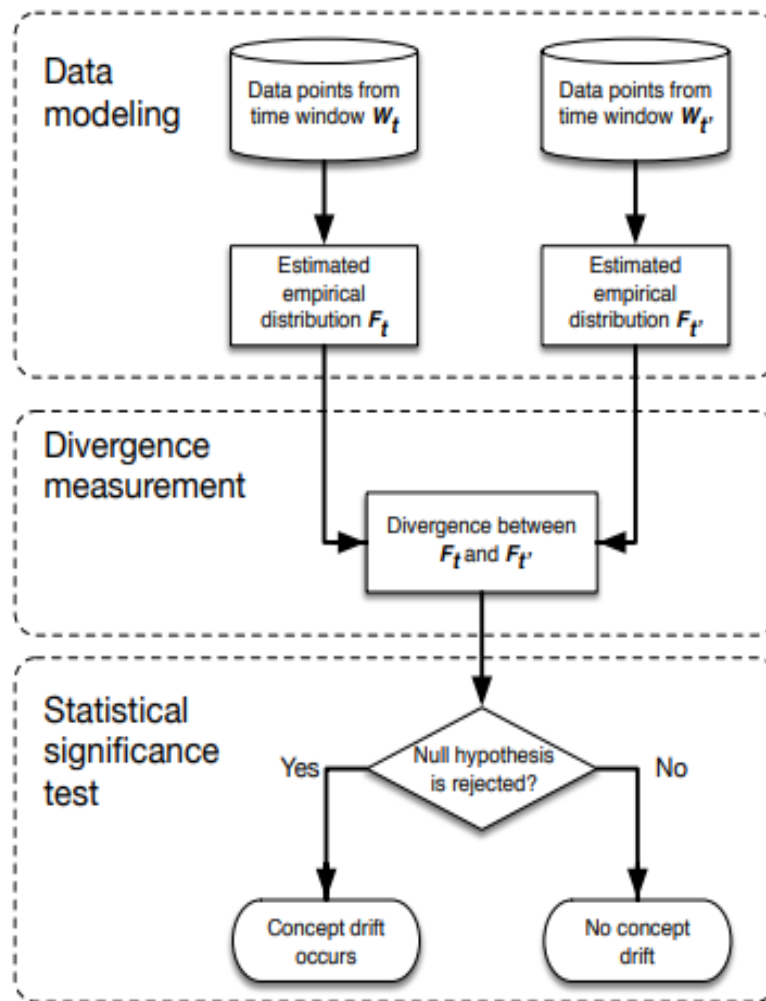 Data
modeling
Data points from
time window Wt
Data points from
time window Wt'
Estimated
empirical
distribution Ft
Estimated
empirical
distribution Ft'
Divergence
measurement
Divergence between
Ft and Ft'
Statistical
significance
test
Null hypothesis
is rejected?
Yes
No
Concept drift
occurs
No concept
drift